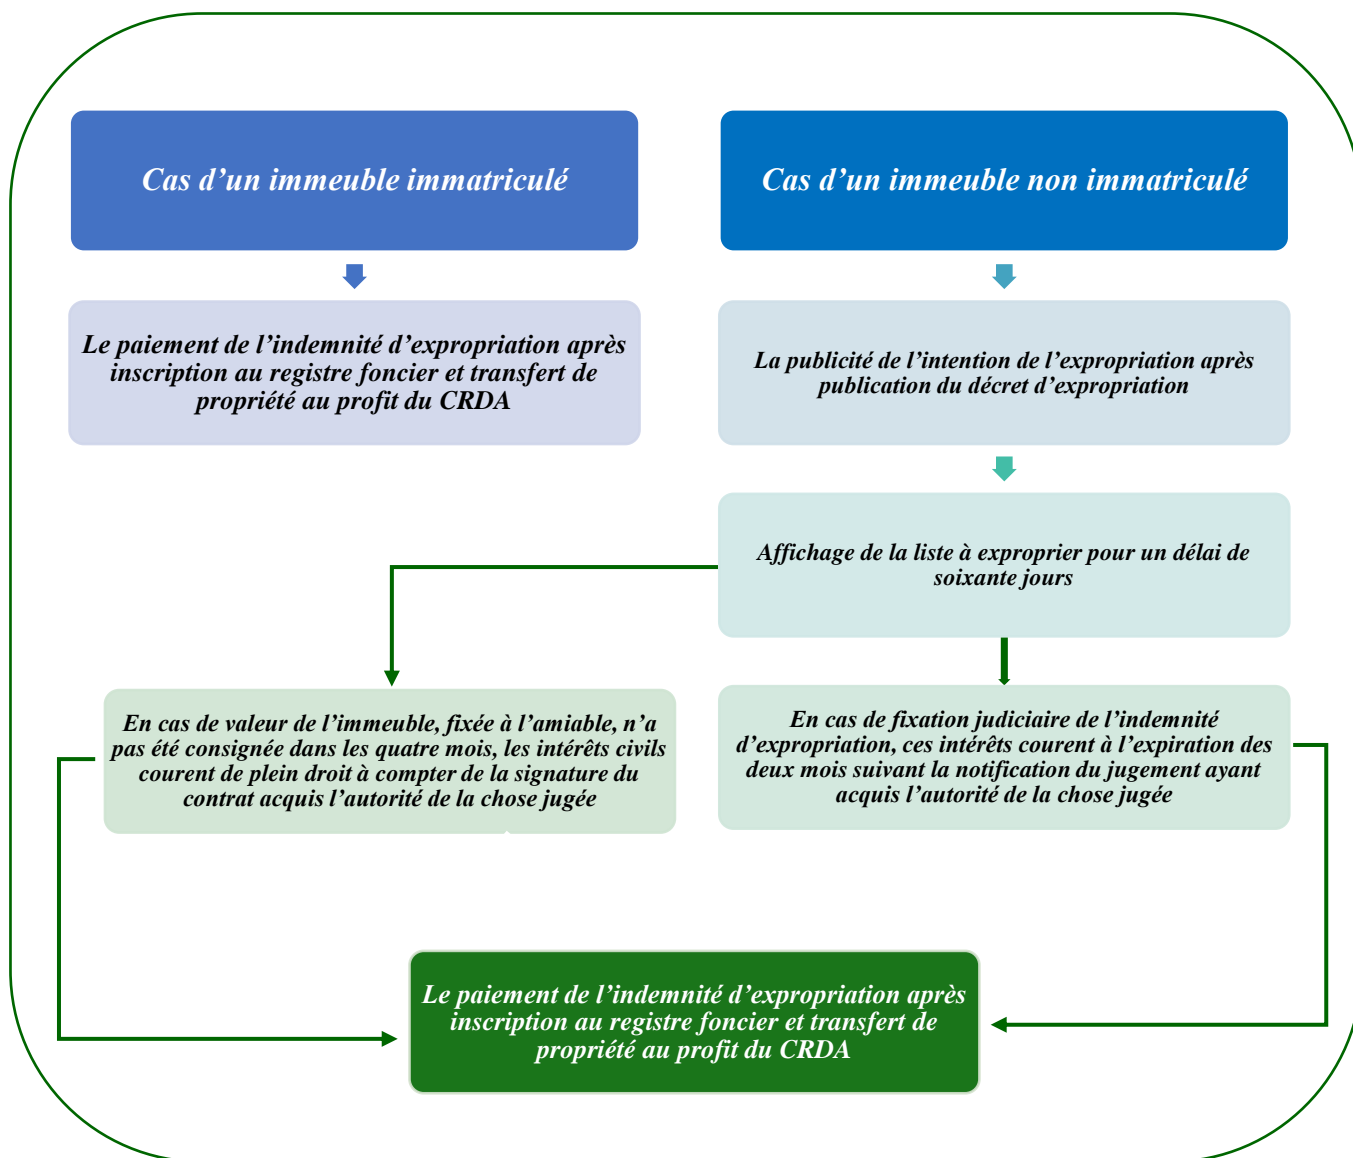 Cas d’un immeuble immatriculé
Cas d’un immeuble non immatriculé
Le paiement de l’indemnité d’expropriation après
inscription au registre foncier et transfert de
propriété au profit du CRDA
La publicité de l’intention de l’expropriation après
publication du décret d’expropriation
Affichage de la liste à exproprier pour un délai de
soixante jours
En cas de valeur de l’immeuble, fixée à l’amiable, n’a
pas été consignée dans les quatre mois, les intérêts civils
courent de plein droit à compter de la signature du
contrat acquis l’autorité de la chose jugée
En cas de fixation judiciaire de l’indemnité
d’expropriation, ces intérêts courent à l’expiration des
deux mois suivant la notification du jugement ayant
acquis l’autorité de la chose jugée
Le paiement de l’indemnité d’expropriation après
inscription au registre foncier et transfert de
propriété au profit du CRDA